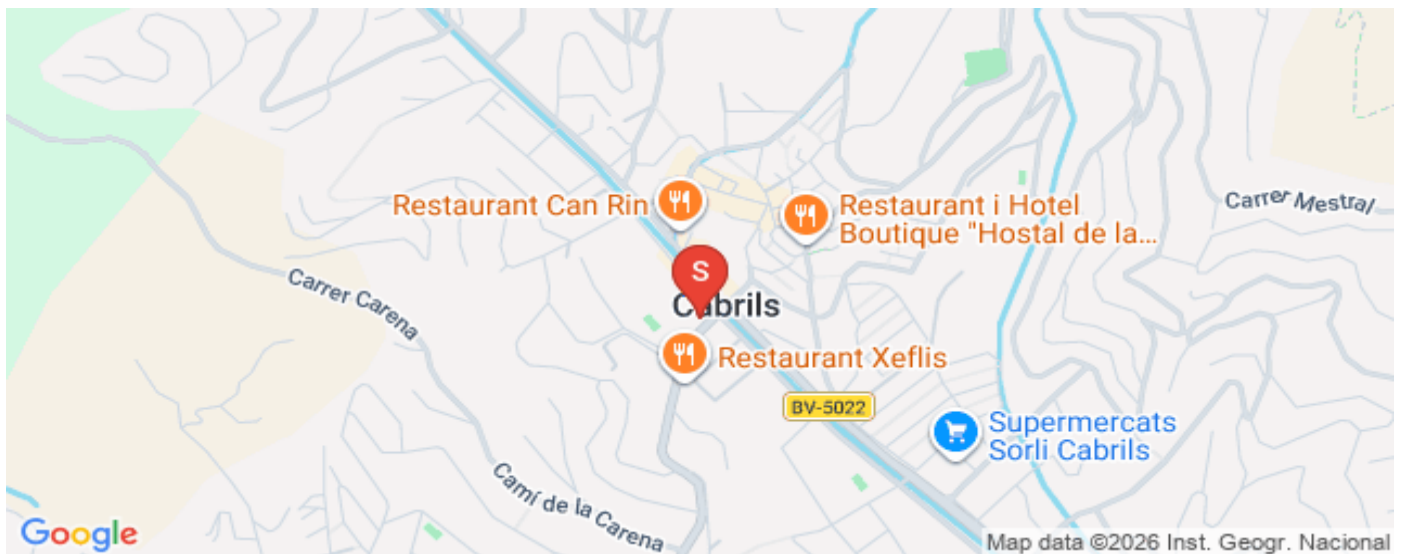 Restaurant Can Rin
Restaurant i Hotel
Boutique "Hostal de la...
Carrer Mestral
S
Carrer Carena
Cabrils
Restaurant Xeflis
BV-5022
Supermercats
Sorli Cabrils
Camí de la Carena
Google
Map data ©2026 Inst. Geogr. Nacional